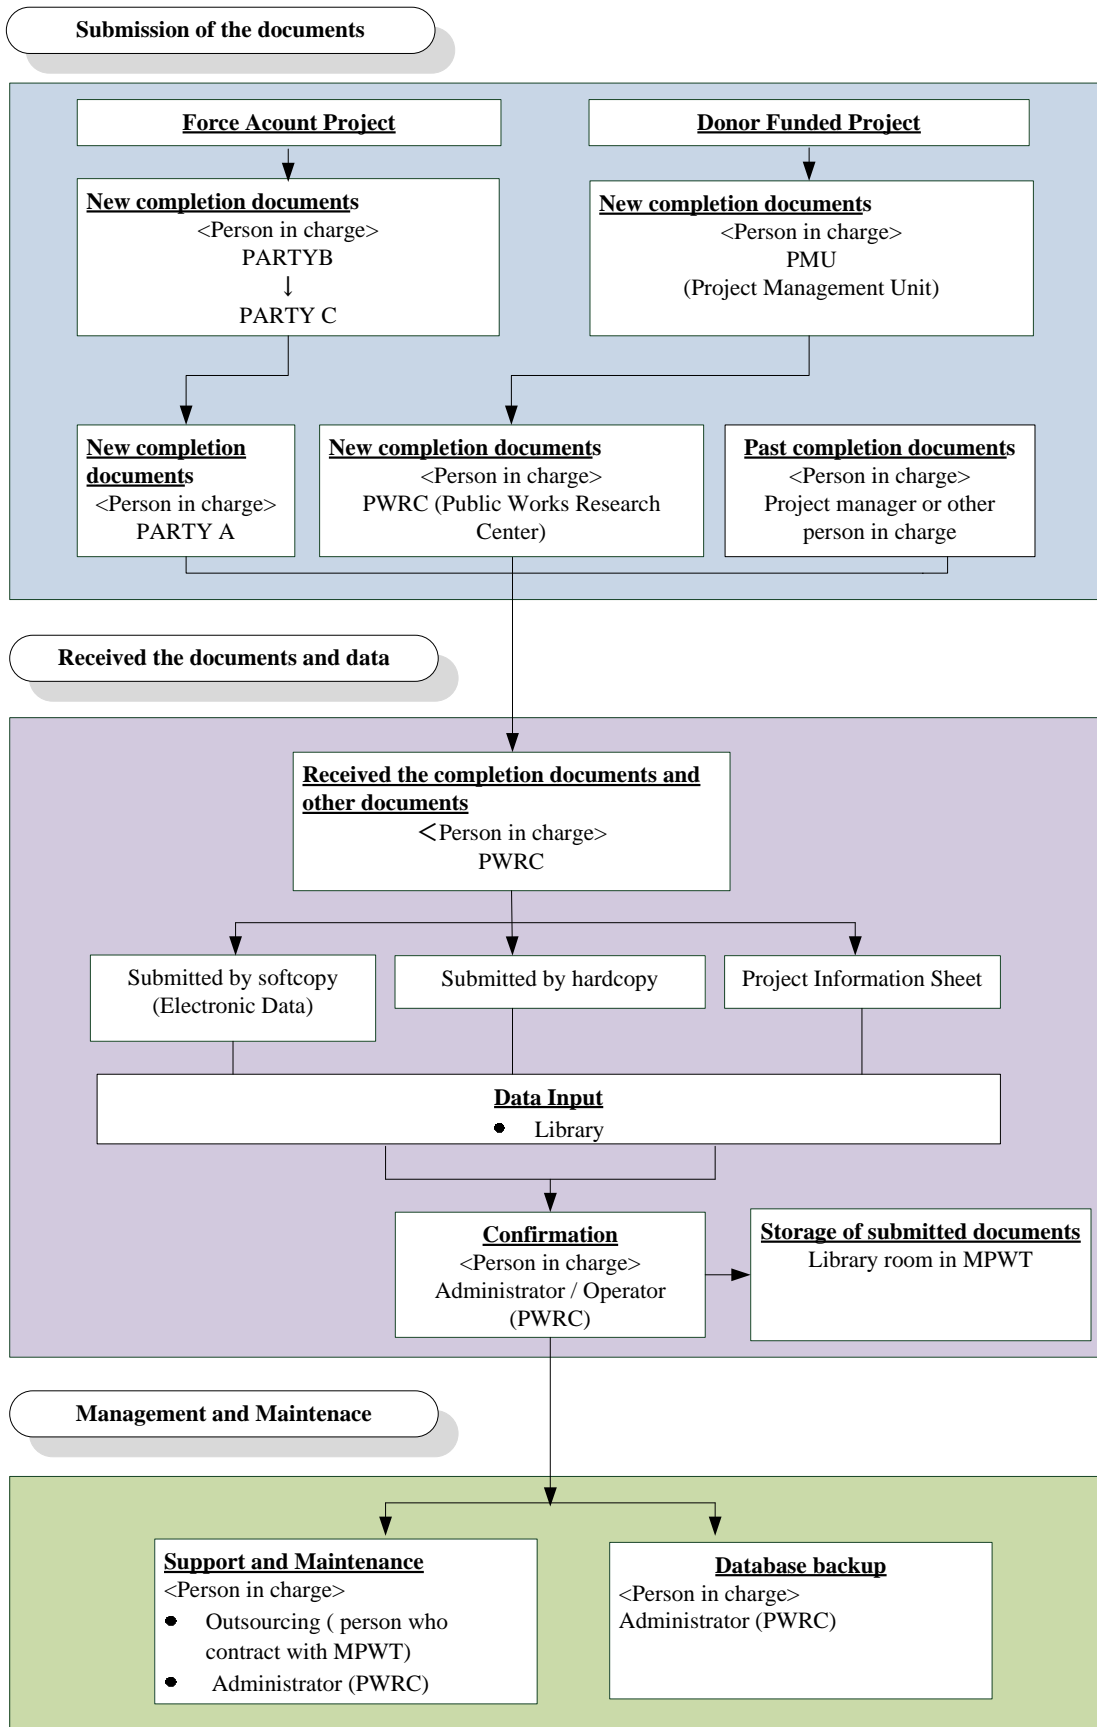 Submission of the documents
Force Acount Project
Donor Funded Project
New completion documents
<Person in charge>
PARTYB
↓
PARTY C
New completion documents
<Person in charge>
PMU
(Project Management Unit)
New completion
documents
<Person in charge>
PARTY A
New completion documents
<Person in charge>
PWRC (Public Works Research
Center)
Past completion documents
<Person in charge>
Project manager or other
person in charge
Received the documents and data
Received the completion documents and
other documents
＜Person in charge>
PWRC
Submitted by softcopy
(Electronic Data)
Submitted by hardcopy
Project Information Sheet
Data Input
● Library
Confirmation
<Person in charge>
Administrator / Operator
(PWRC)
Storage of submitted documents
Library room in MPWT
Management and Maintenace
Support and Maintenance
<Person in charge>
● Outsourcing ( person who
contract with MPWT)
● Administrator (PWRC)
Database backup
<Person in charge>
Administrator (PWRC)